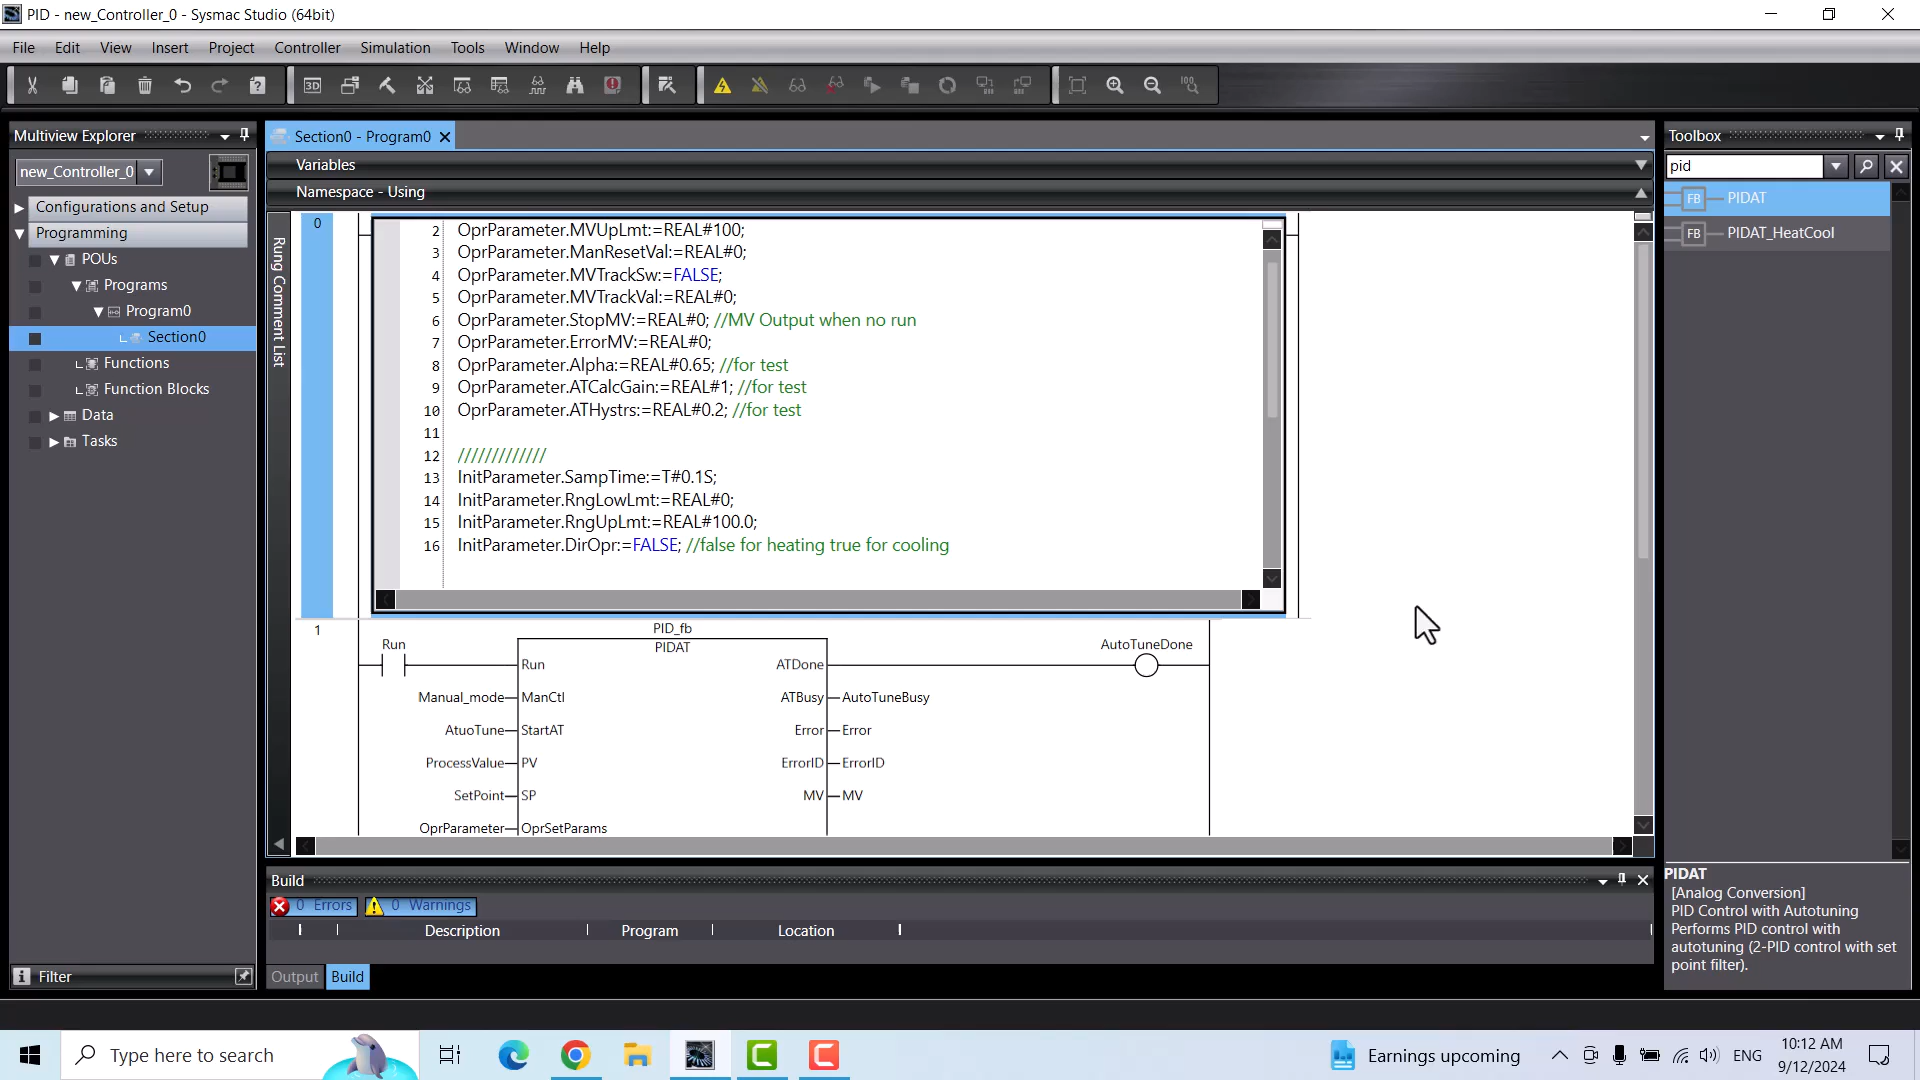 PID - new_Controller_0 - Sysmac Studio (64bit)
File Edit View Insert Project Controller Simulation Tools Window Help
3D
100%
Multiview Explorer
new_Controller_0
Configurations and Setup
Programming
POUs
Programs
Program0
Section0
Functions
Function Blocks
Data
Tasks
Filter
Section0 - Program0
Variables
Namespace - Using
Rung Comment List
0
2 OprParameter.MVUpLmt:=REAL#100;
3 OprParameter.ManResetVal:=REAL#0;
4 OprParameter.MVTrackSw:=FALSE;
5 OprParameter.MVTrackVal:=REAL#0;
6 OprParameter.StopMV:=REAL#0; //MV Output when no run
7 OprParameter.ErrorMV:=REAL#0;
8 OprParameter.Alpha:=REAL#0.65; //for test
9 OprParameter.ATCalcGain:=REAL#1; //for test
10 OprParameter.ATHystrs:=REAL#0.2; //for test
11
12 /////////////
13 InitParameter.SampTime:=T#0.1S;
14 InitParameter.RngLowLmt:=REAL#0;
15 InitParameter.RngUpLmt:=REAL#100.0;
16 InitParameter.DirOpr:=FALSE; //false for heating true for cooling
1
PID_fb
PIDAT
Run Run ATDone AutoTuneDone
Manual_mode ManCtl ATBusy AutoTuneBusy
AtuoTune StartAT Error Error
ProcessValue PV ErrorID ErrorID
SetPoint SP MV MV
OprParameter OprSetParams
Build
0 Errors 0 Warnings
Description Program Location
Output Build
Toolbox
pid
FB PIDAT
FB PIDAT_HeatCool
PIDAT
[Analog Conversion]
PID Control with Autotuning
Performs PID control with
autotuning (2-PID control with set
point filter).
Type here to search
Earnings upcoming
ENG
10:12 AM
9/12/2024